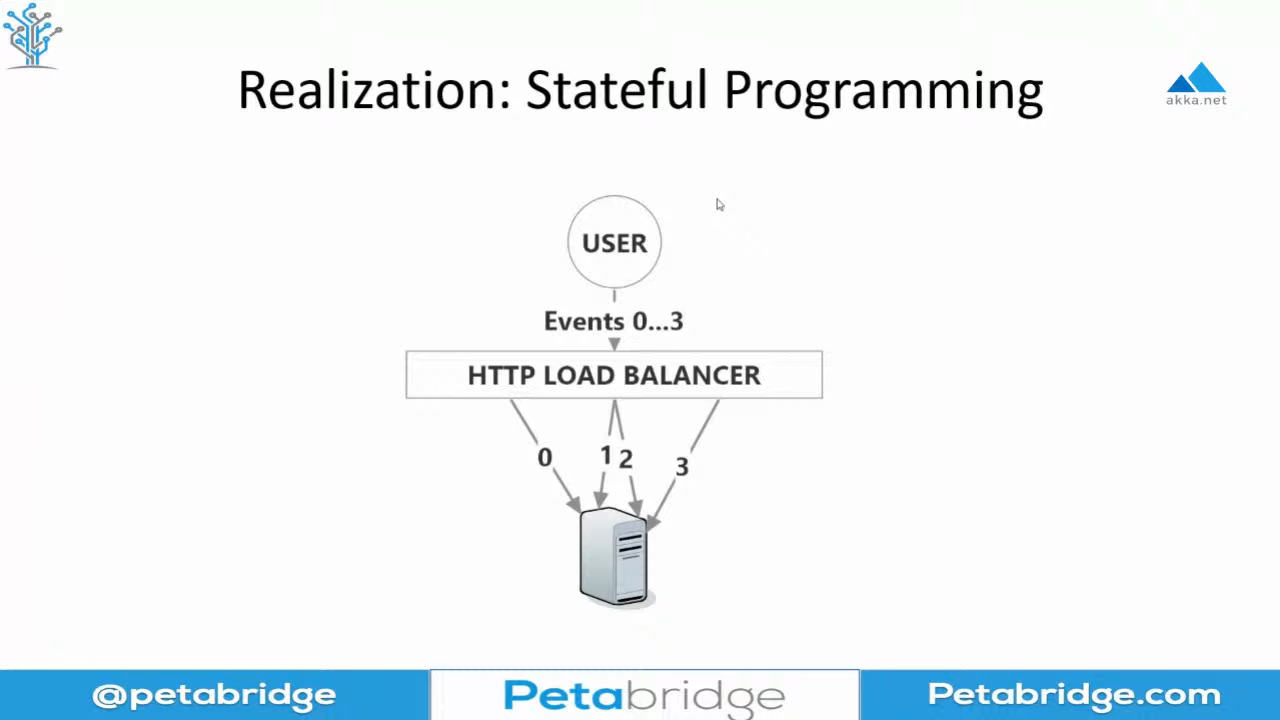 Realization: Stateful Programming
akka.net
USER
Events 0...3
HTTP LOAD BALANCER
0
1
2
3
@petabridge
Petabridge
Petabridge.com